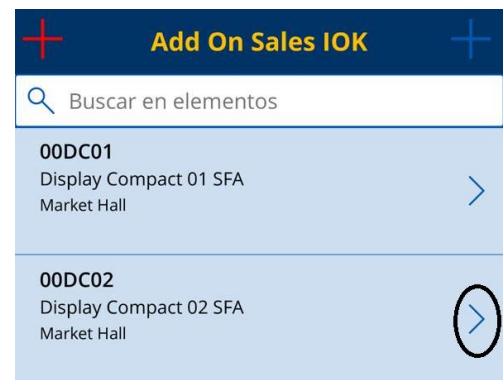 Add On Sales IOK
Buscar en elementos
00DC01
Display Compact 01 SFA
Market Hall
00DC02
Display Compact 02 SFA
Market Hall